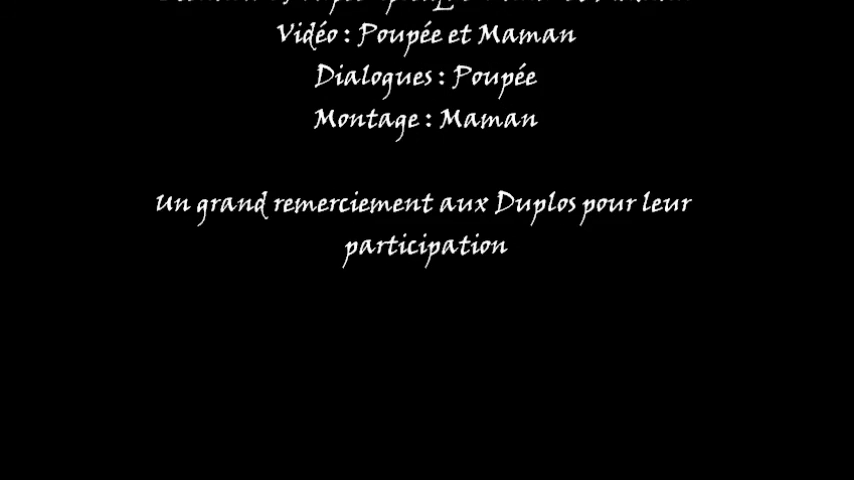 Vidéo : Poupée et Maman
Dialogues : Poupée
Montage : Maman
Un grand remerciement aux Duplos pour leur
participation